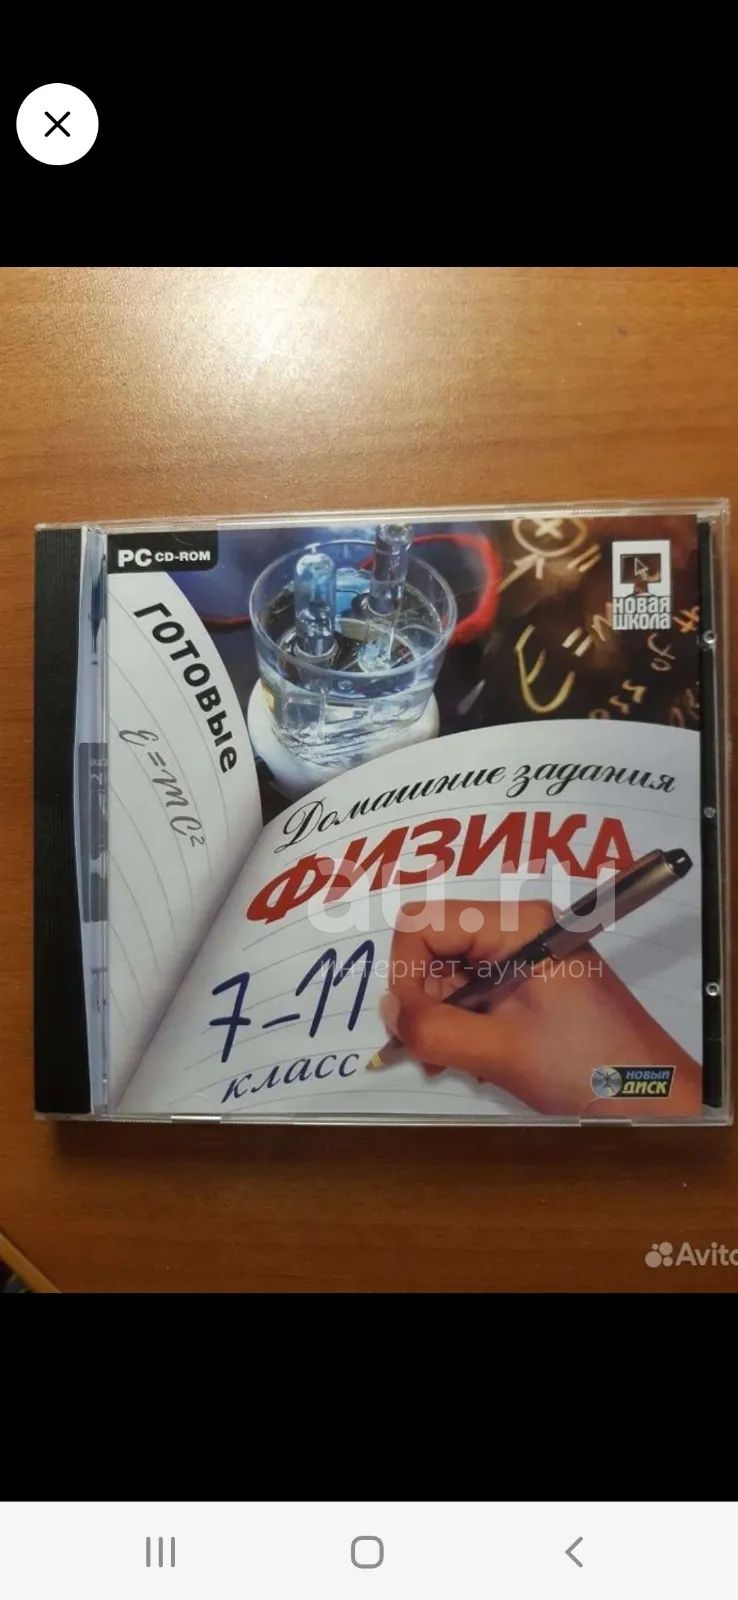 PC CD-ROM
НОВАЯ
ШКОЛА
ГОТОВЫЕ
E=mc²
E=m
Домашние задания
ФИЗИКА
au.ru
интернет-аукцион
7-11
класс
НОВЫЙ
ДИСК
Avito